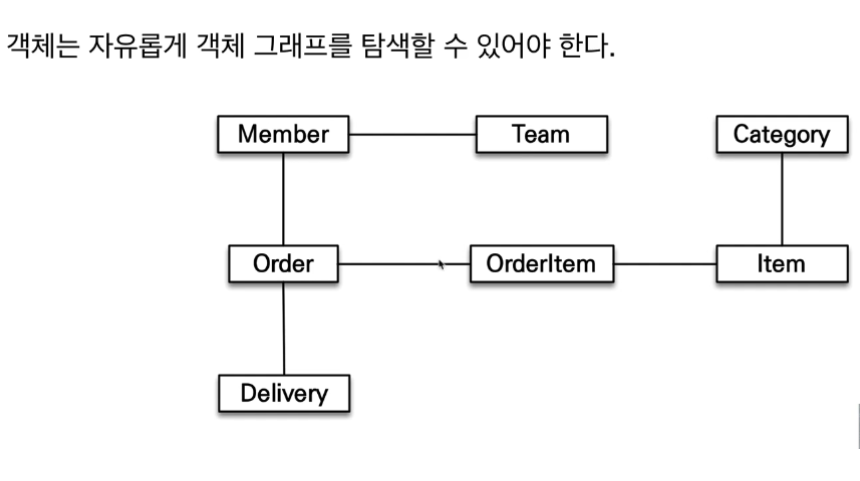 객체는 자유롭게 객체 그래프를 탐색할 수 있어야 한다.
Member
Team
Category
Order
OrderItem
Item
Delivery